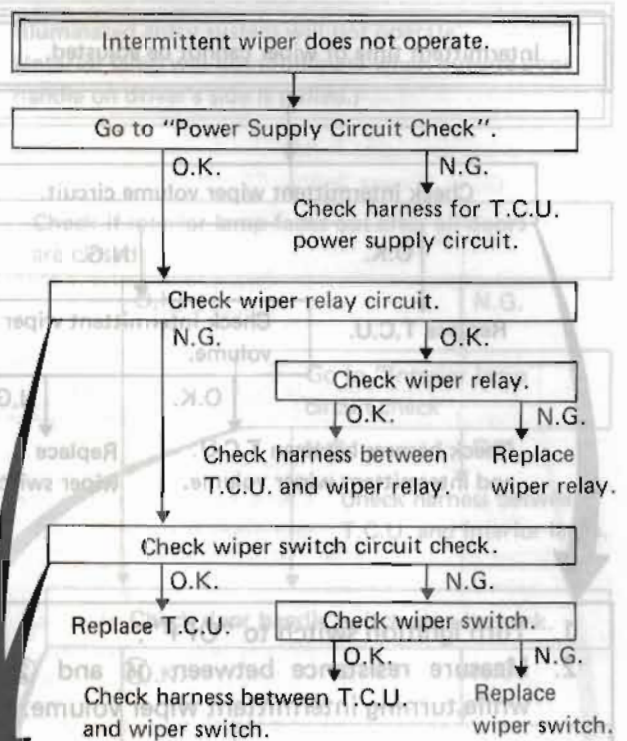 Intermittent wiper does not operate.
Go to "Power Supply Circuit Check".
O.K.
N.G.
Check harness for T.C.U.
power supply circuit.
Check wiper relay circuit.
N.G.
O.K.
Check wiper relay.
O.K.
N.G.
Check harness between
T.C.U. and wiper relay.
Replace
wiper relay.
Check wiper switch circuit check.
O.K.
N.G.
Replace T.C.U.
Check wiper switch.
O.K.
N.G.
Check harness between T.C.U.
and wiper switch.
Replace
wiper switch.